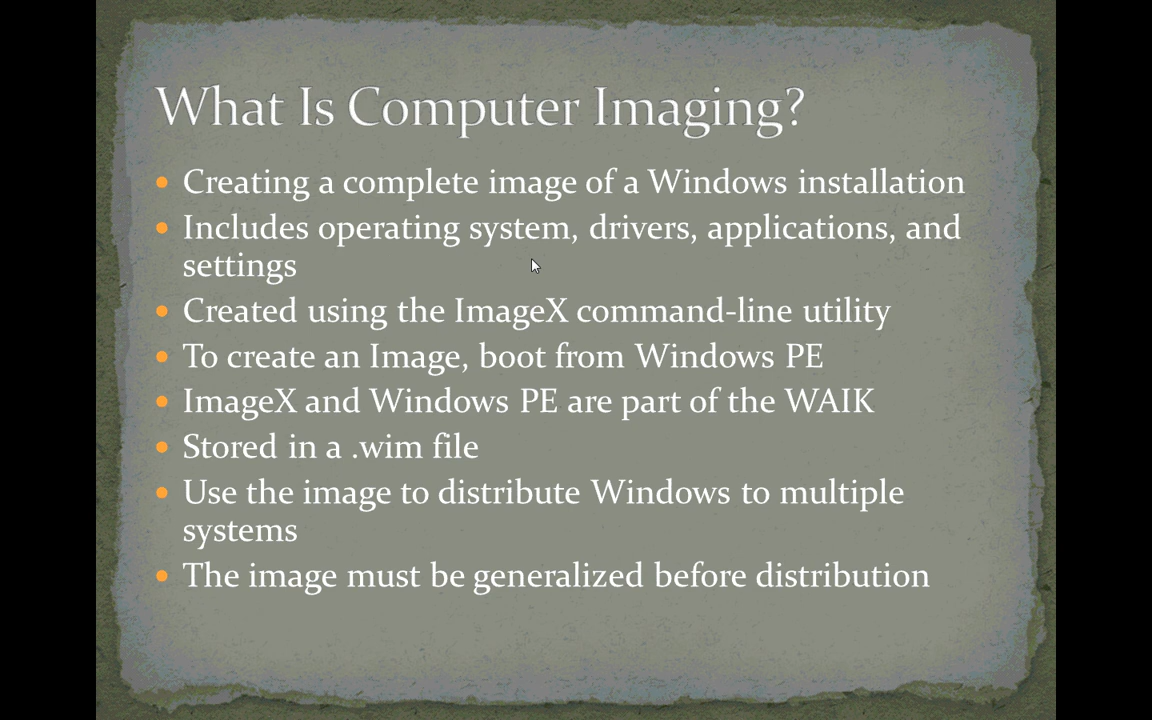 What Is Computer Imaging?
• Creating a complete image of a Windows installation
• Includes operating system, drivers, applications, and
settings
• Created using the ImageX command-line utility
• To create an Image, boot from Windows PE
• ImageX and Windows PE are part of the WAIK
• Stored in a .wim file
• Use the image to distribute Windows to multiple
systems
• The image must be generalized before distribution